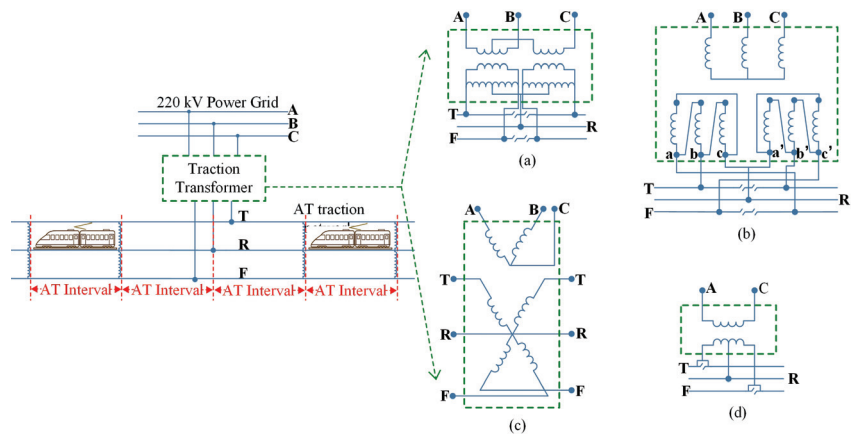 220 kV Power Grid
A
B
C
Traction
Transformer
T
AT traction
R
F
AT Interval
AT Interval
AT Interval
AT Interval
A
B
C
T
R
F
(a)
A
B
C
a
b
c
a'
b'
c'
T
R
F
(b)
A
B
C
T
T
R
R
F
F
(c)
A
C
T
R
F
(d)